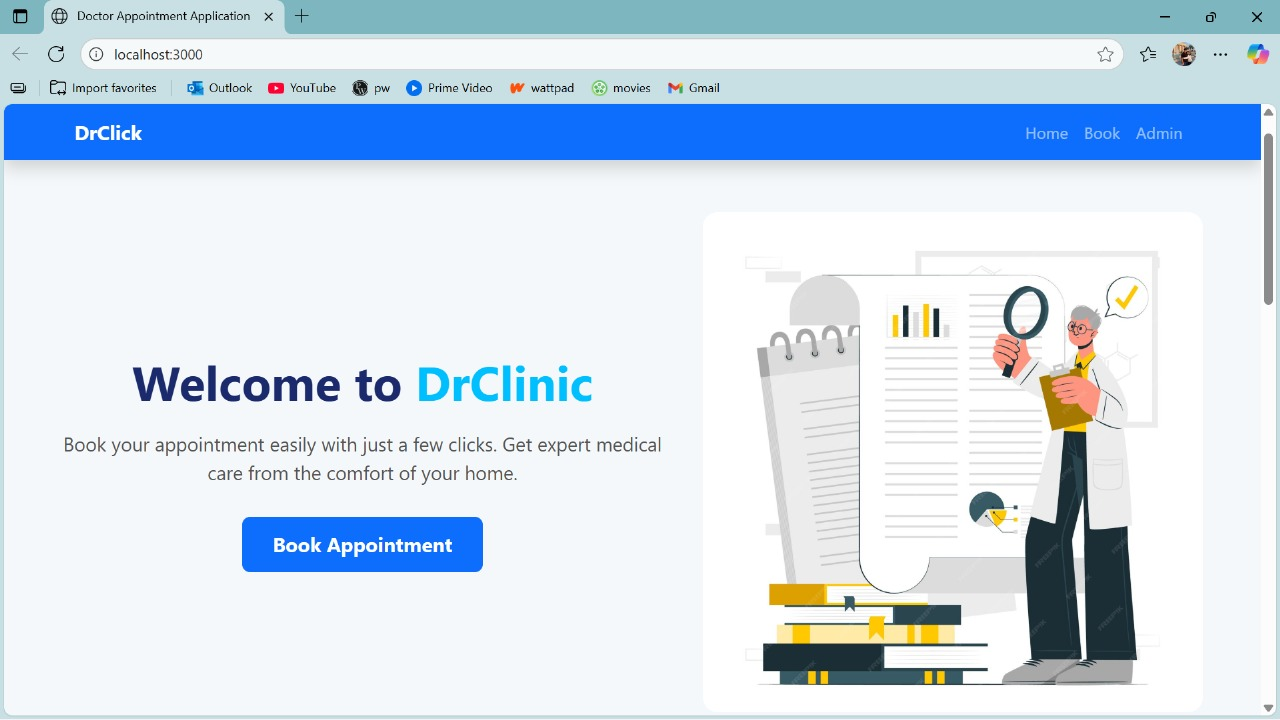 Doctor Appointment Application
localhost:3000
Import favorites Outlook YouTube pw Prime Video wattpad movies Gmail
DrClick Home Book Admin
Welcome to DrClinic
Book your appointment easily with just a few clicks. Get expert medical
care from the comfort of your home.
Book Appointment